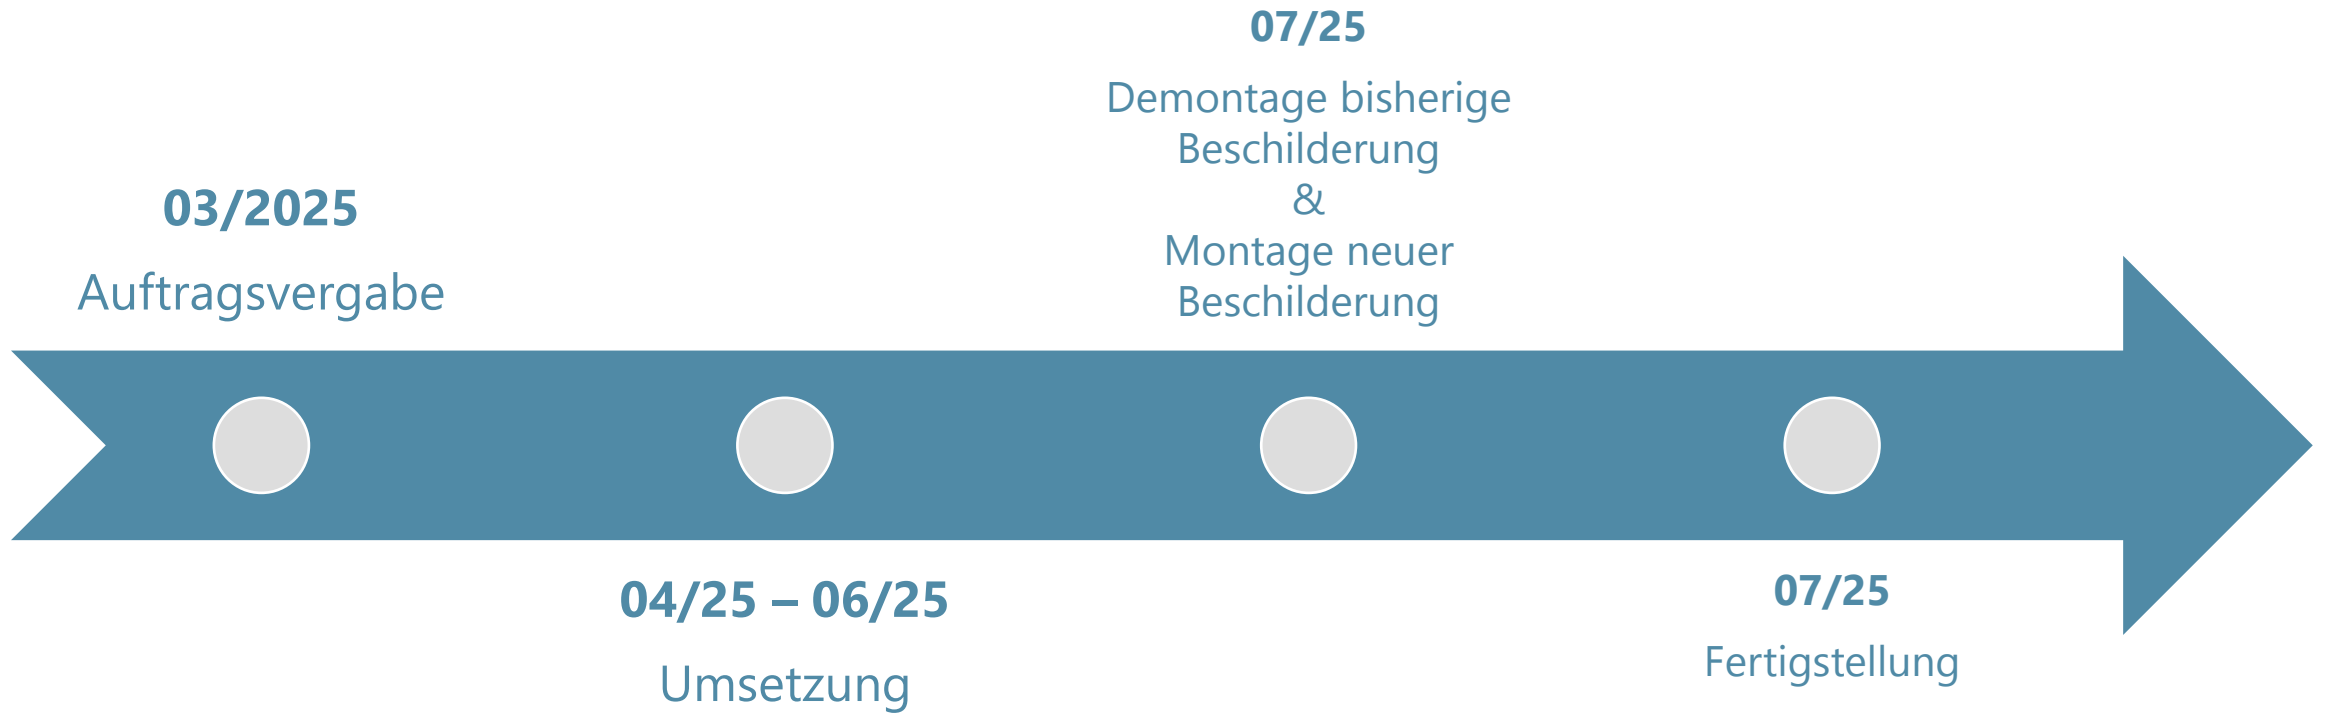 03/2025
Auftragsvergabe
04/25 – 06/25
Umsetzung
07/25
Demontage bisherige
Beschilderung
&
Montage neuer
Beschilderung
07/25
Fertigstellung